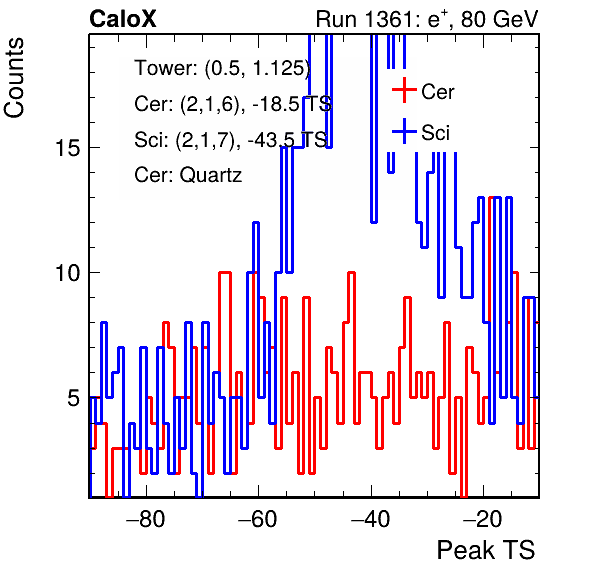 CaloX Run 1361: e⁺, 80 GeV
Counts
Tower: (0.5, 1.125)
Cer: (2,1,6), -18.5 TS
Sci: (2,1,7), -43.5 TS
Cer: Quartz
Cer
Sci
15
10
5
−80 −60 −40 −20
Peak TS